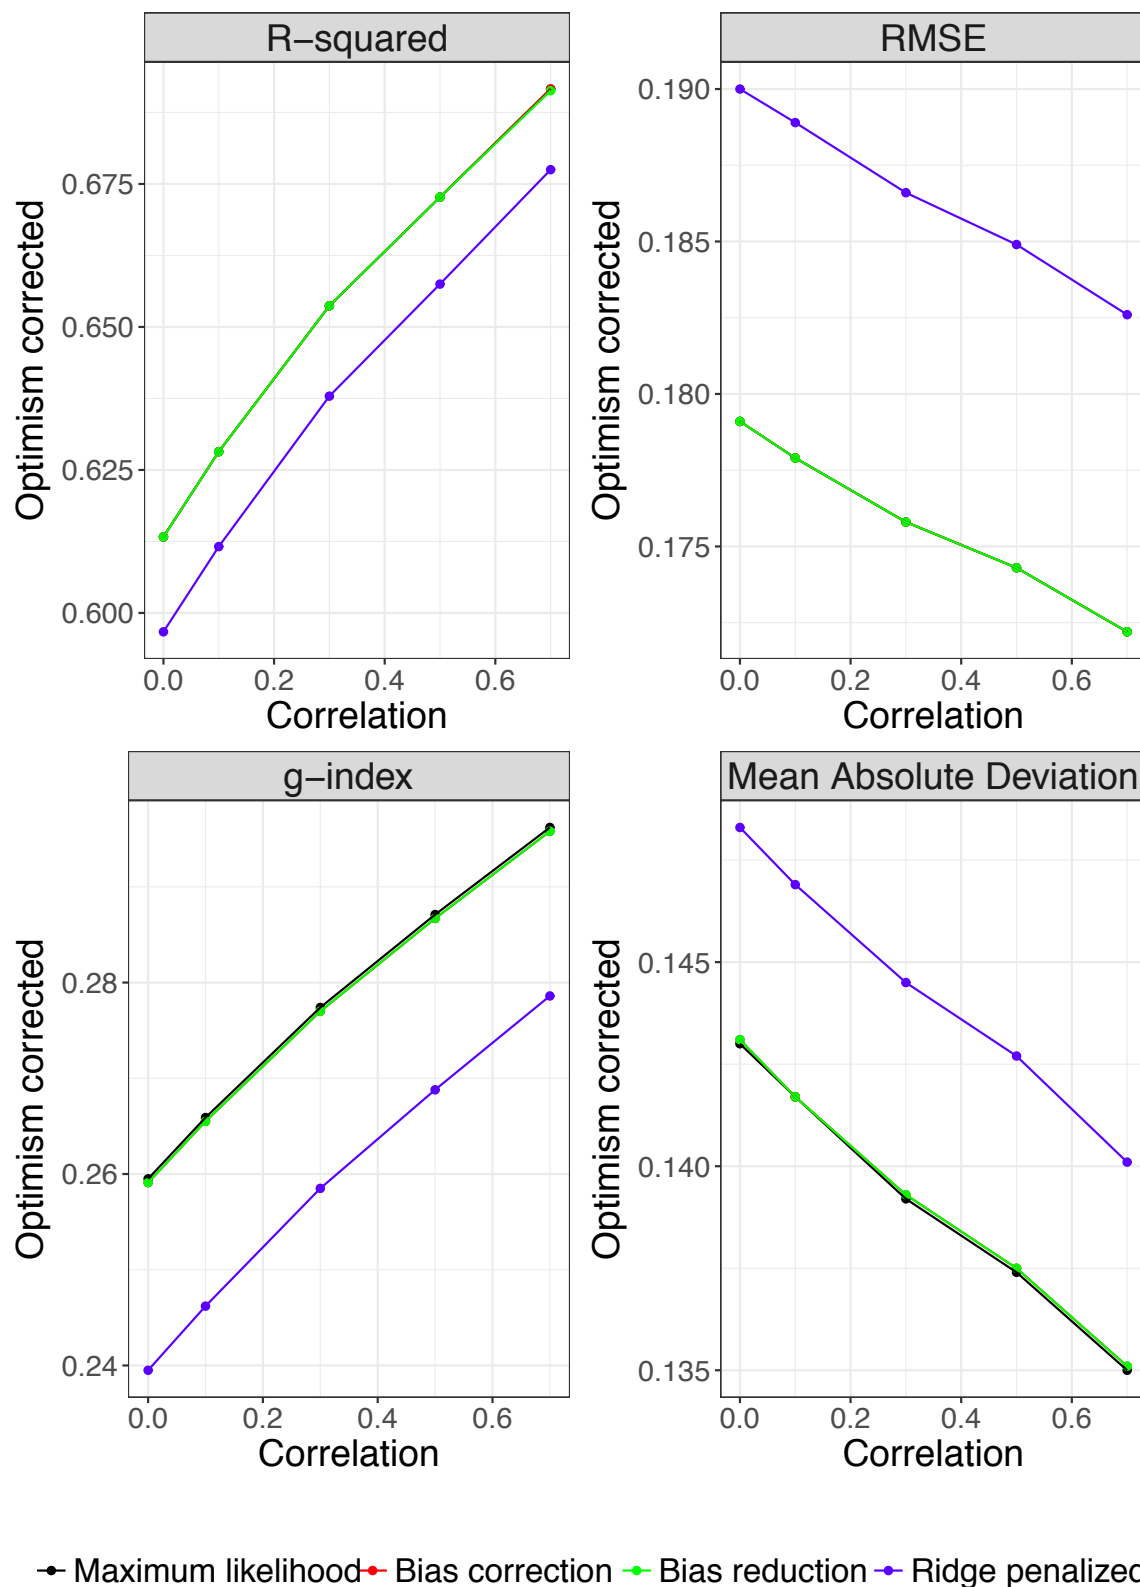 R−squared
RMSE
Optimism corrected
0.675
0.650
0.625
0.600
0.0 0.2 0.4 0.6
Correlation
Optimism corrected
0.190
0.185
0.180
0.175
0.0 0.2 0.4 0.6
Correlation
g−index
Mean Absolute Deviation
Optimism corrected
0.28
0.26
0.24
0.0 0.2 0.4 0.6
Correlation
Optimism corrected
0.145
0.140
0.135
0.0 0.2 0.4 0.6
Correlation
Maximum likelihood Bias correction Bias reduction Ridge penalized